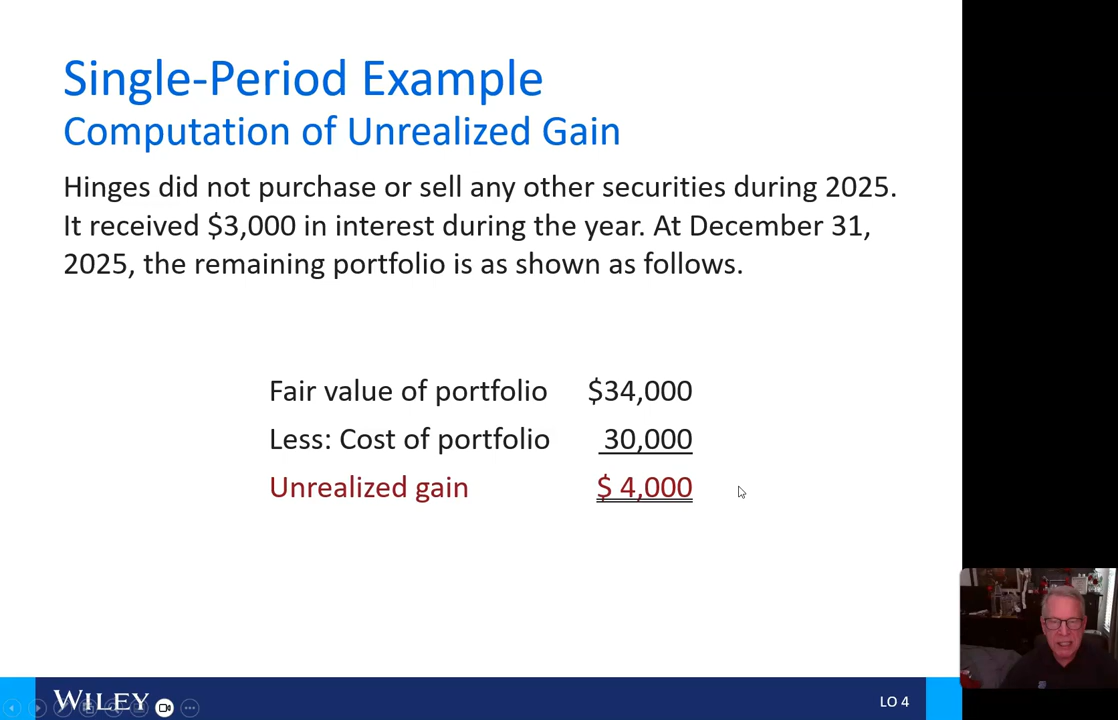 Single-Period Example
Computation of Unrealized Gain
Hinges did not purchase or sell any other securities during 2025.
It received $3,000 in interest during the year. At December 31,
2025, the remaining portfolio is as shown as follows.
Fair value of portfolio $34,000
Less: Cost of portfolio 30,000
Unrealized gain $ 4,000
WILEY
LO 4